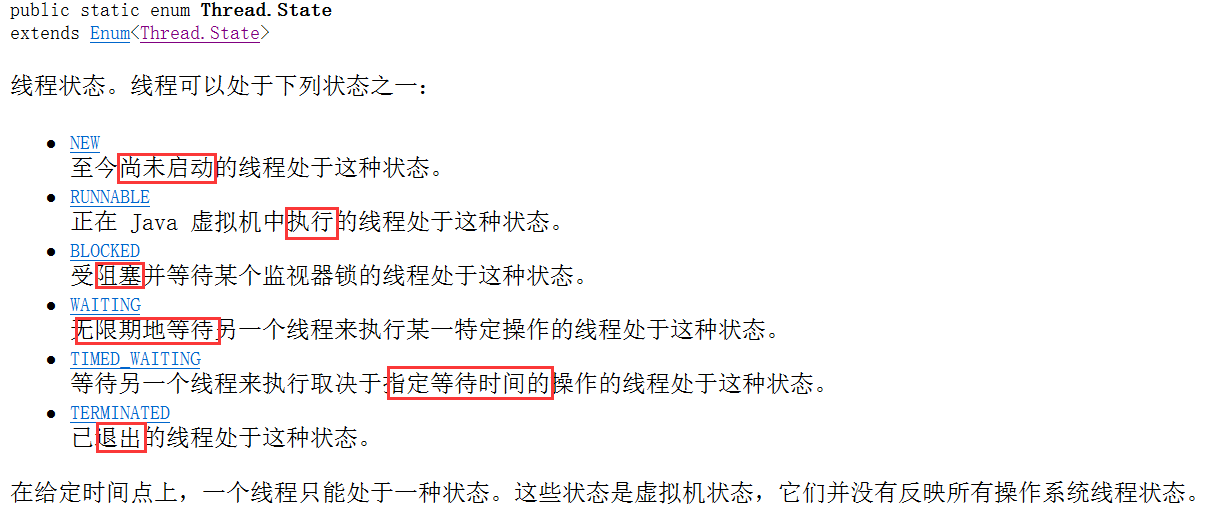 public static enum Thread.State
extends Enum<Thread.State>
线程状态。线程可以处于下列状态之一：
NEW
至今尚未启动的线程处于这种状态。
RUNNABLE
正在 Java 虚拟机中执行的线程处于这种状态。
BLOCKED
受阻塞并等待某个监视器锁的线程处于这种状态。
WAITING
无限期地等待另一个线程来执行某一特定操作的线程处于这种状态。
TIMED_WAITING
等待另一个线程来执行取决于指定等待时间的操作的线程处于这种状态。
TERMINATED
已退出的线程处于这种状态。
在给定时间点上，一个线程只能处于一种状态。这些状态是虚拟机状态，它们并没有反映所有操作系统线程状态。